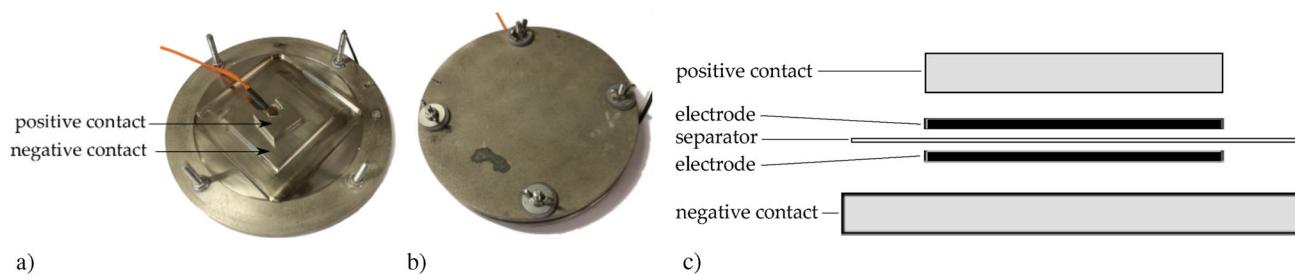 positive contact
negative contact
a)
b)
positive contact
electrode
separator
electrode
negative contact
c)